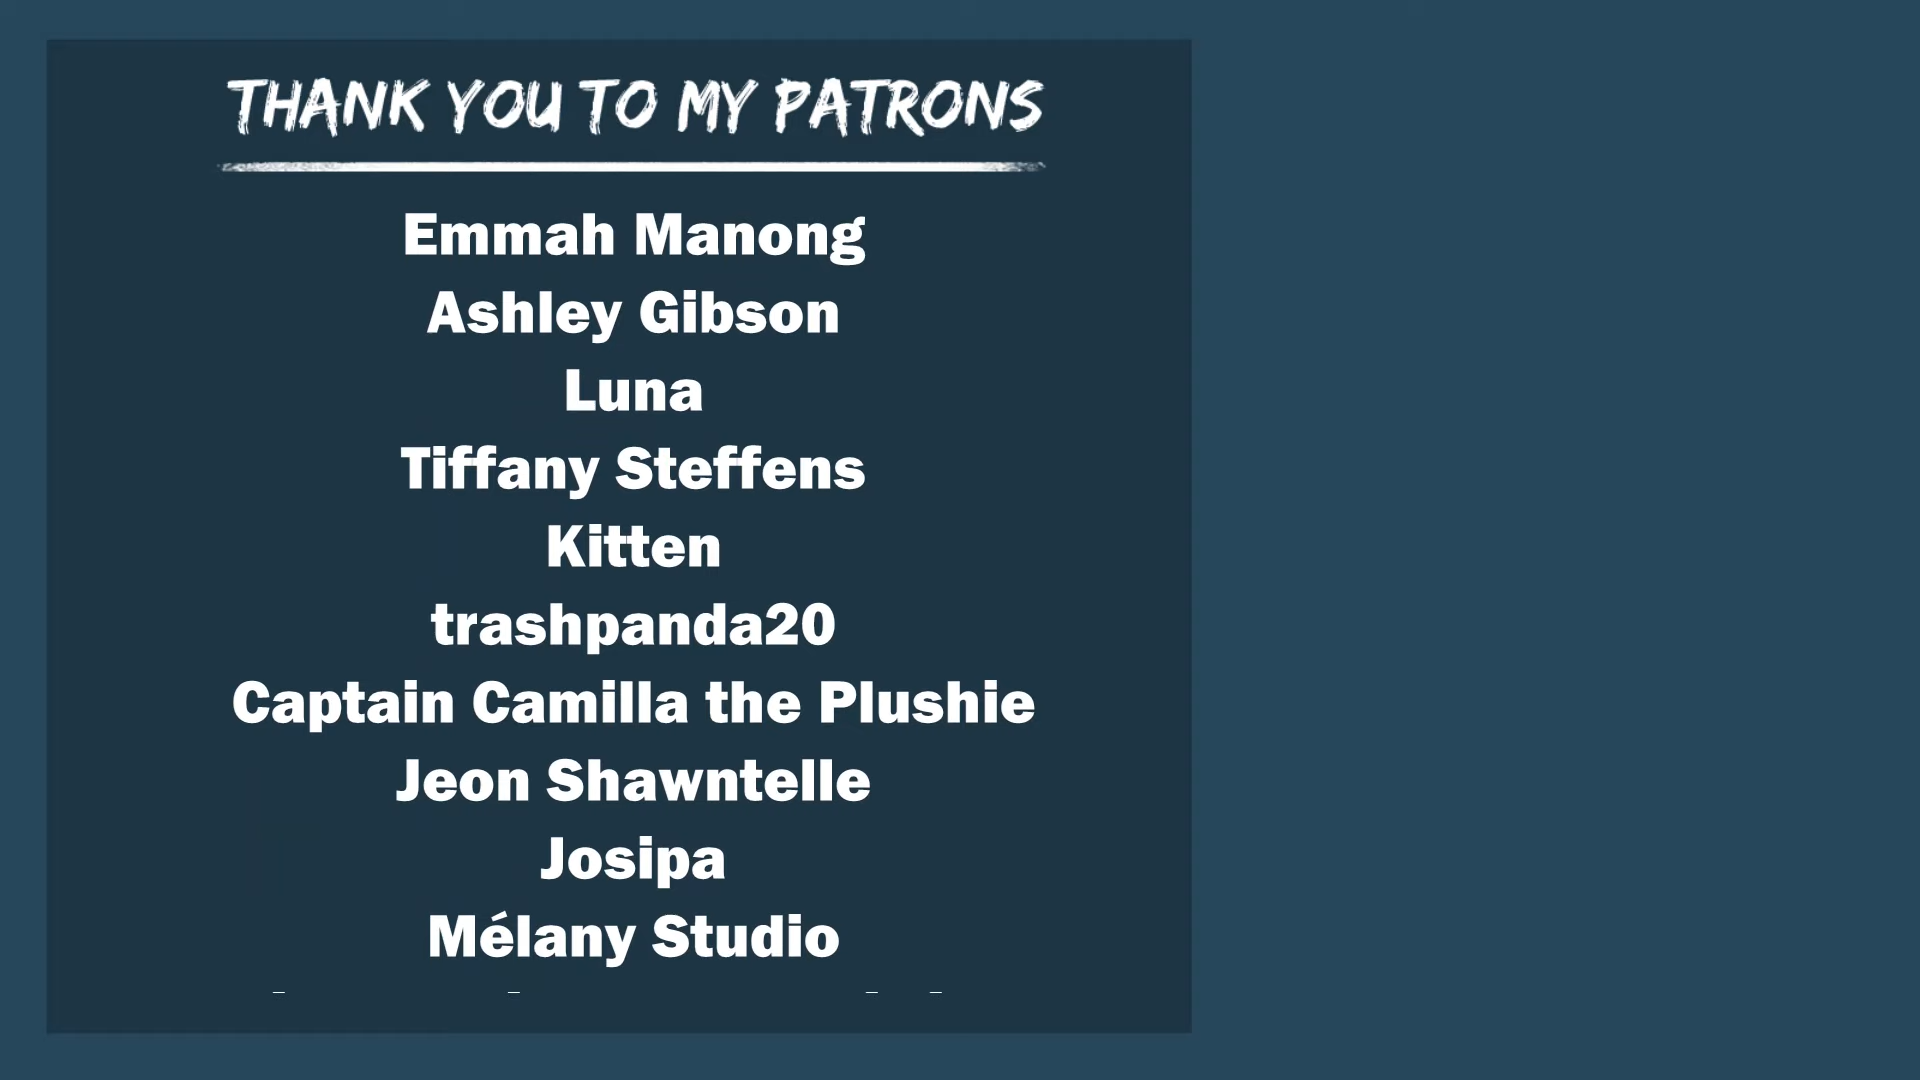 THANK YOU TO MY PATRONS
Emmah Manong
Ashley Gibson
Luna
Tiffany Steffens
Kitten
trashpanda20
Captain Camilla the Plushie
Jeon Shawntelle
Josipa
Mélany Studio